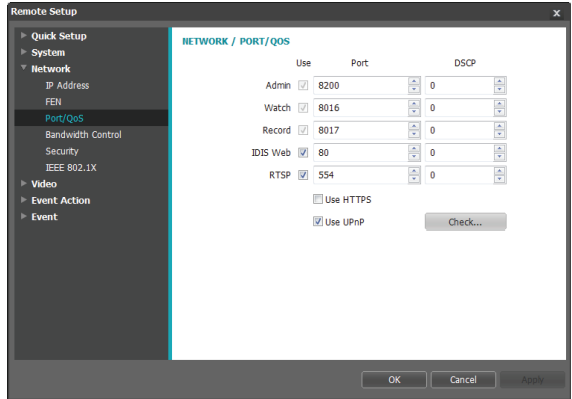 Remote Setup
x
Quick Setup
System
Network
IP Address
FEN
Port/QoS
Bandwidth Control
Security
IEEE 802.1X
Video
Event Action
Event
NETWORK / PORT/QOS
Use Port DSCP
Admin 8200 0
Watch 8016 0
Record 8017 0
IDIS Web 80 0
RTSP 554 0
Use HTTPS
Use UPnP Check...
OK Cancel Apply